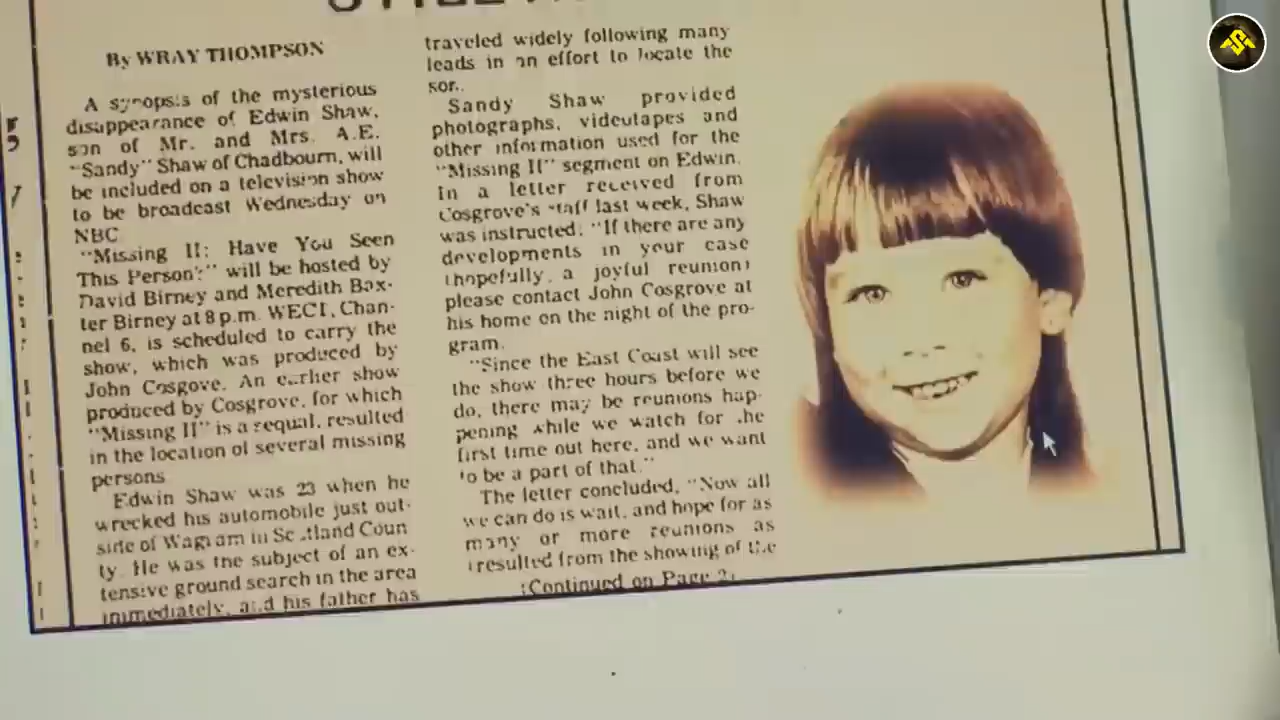 By WRAY THOMPSON
A synopsis of the mysterious
disappearance of Edwin Shaw,
son of Mr. and Mrs. A.E.
"Sandy" Shaw of Chadbourn, will
be included on a television show
to be broadcast Wednesday on
NBC.
"Missing II: Have You Seen
This Person?" will be hosted by
David Birney and Meredith Bax-
ter Birney at 8 p.m. WECT, Chan-
nel 6, is scheduled to carry the
show, which was produced by
John Cosgove. An earlier show
produced by Cosgrove, for which
"Missing II" is a sequal, resulted
in the location of several missing
persons
Edwin Shaw was 23 when he
wrecked his automobile just out-
side of Wagram in Scotland Coun
ty. He was the subject of an ex-
tensive ground search in the area
immediately, and his father has
traveled widely following many
leads in an effort to locate the
son.
Sandy Shaw provided
photographs, videotapes and
other information used for the
"Missing II" segment on Edwin.
In a letter received from
Cosgrove's staff last week, Shaw
was instructed: "If there are any
developments in your case
(hopefully, a joyful reunion)
please contact John Cosgrove at
his home on the night of the pro-
gram.
"Since the East Coast will see
the show three hours before we
do, there may be reunions hap-
pening while we watch for the
first time out here, and we want
to be a part of that."
The letter concluded, "Now all
we can do is wait, and hope for as
many or more reunions as
resulted from the showing of the
(Continued on Page 2)